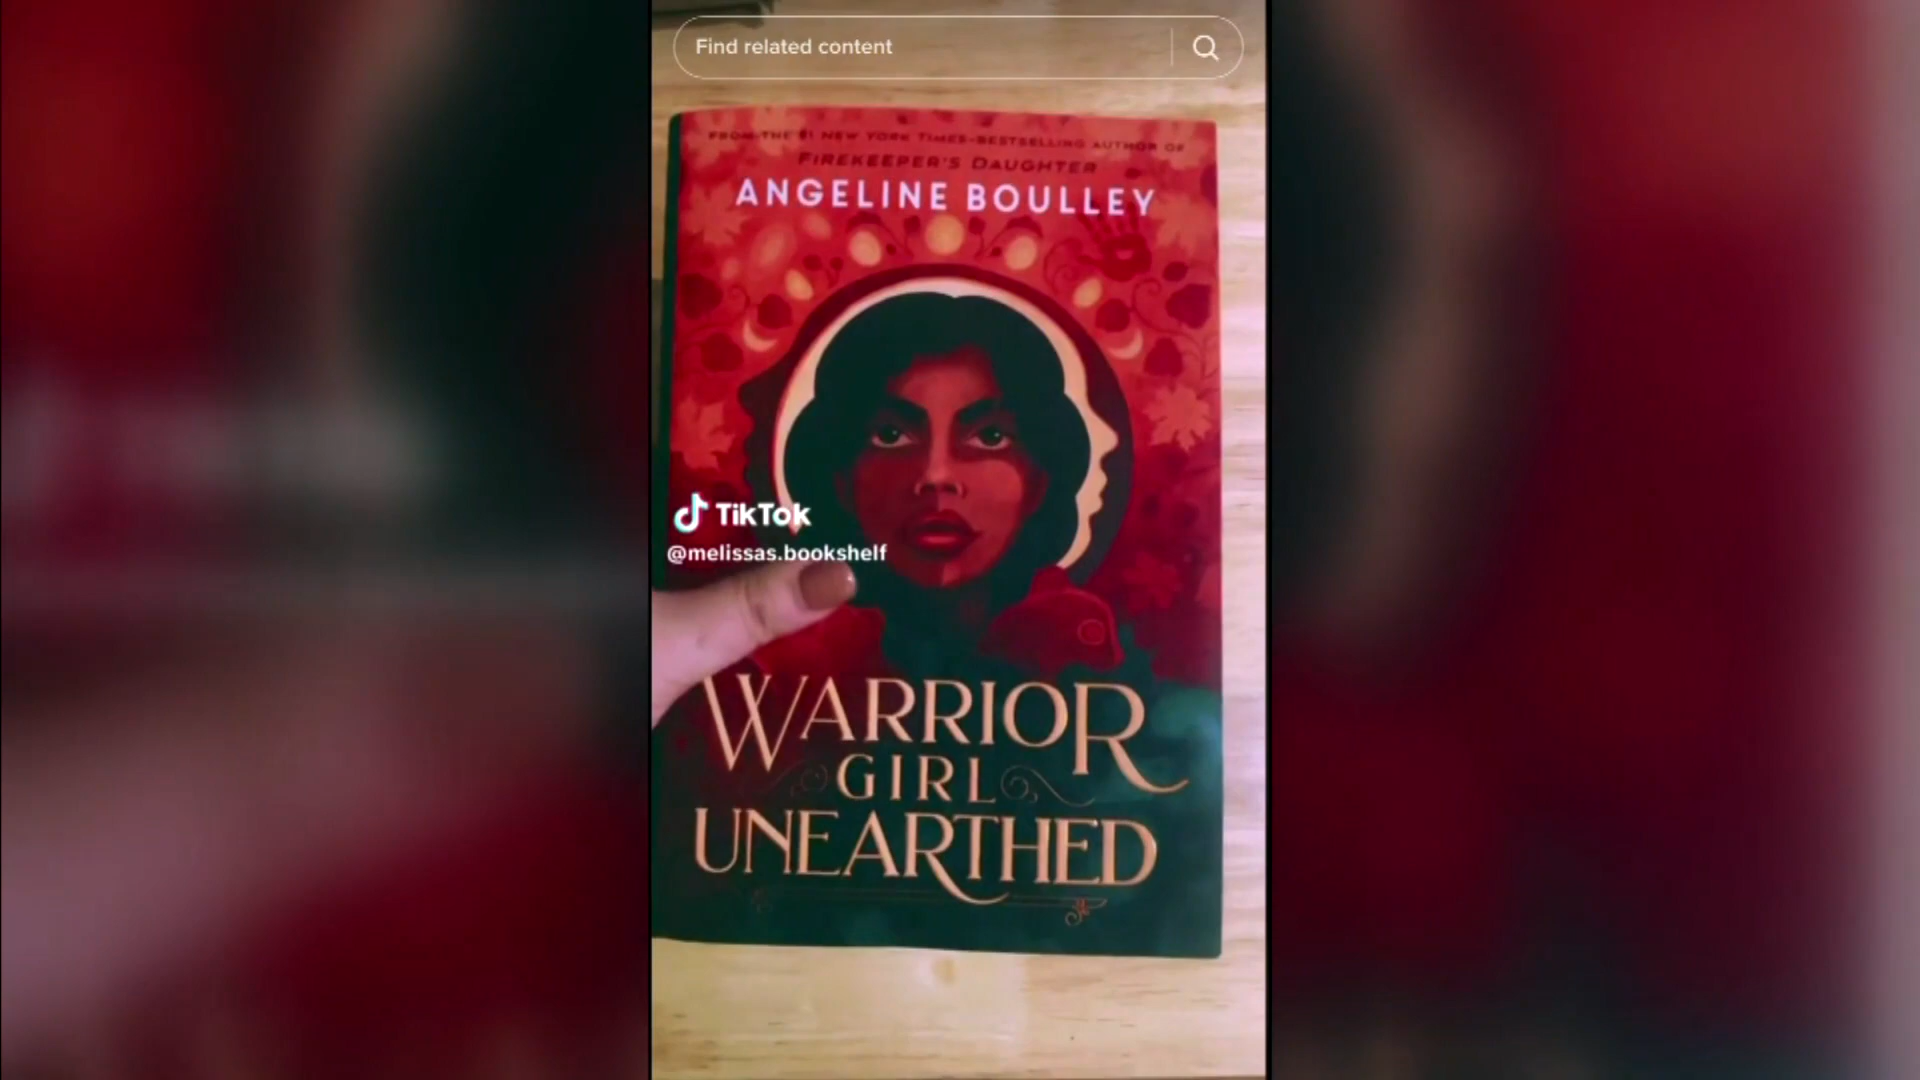 Find related content
FROM THE #1 NEW YORK TIMES-BESTSELLING AUTHOR OF
FIREKEEPER'S DAUGHTER
ANGELINE BOULLEY
TikTok
@melissas.bookshelf
WARRIOR
GIRL
UNEARTHED